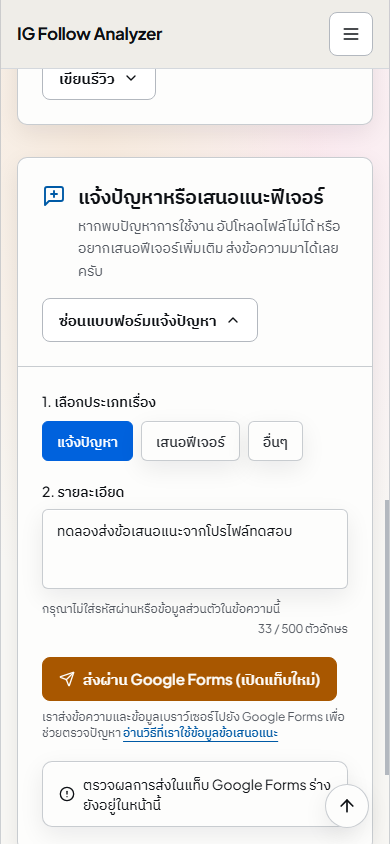 IG Follow Analyzer
เขียนรีวิว
แจ้งปัญหาหรือเสนอแนะฟีเจอร์
หากพบปัญหาการใช้งาน อัปโหลดไฟล์ไม่ได้ หรือ
อยากเสนอฟีเจอร์เพิ่มเติม ส่งข้อความมาได้เลย
ครับ
ซ่อนแบบฟอร์มแจ้งปัญหา
1. เลือกประเภทเรื่อง
แจ้งปัญหา
เสนอฟีเจอร์
อื่นๆ
2. รายละเอียด
ทดลองส่งข้อเสนอแนะจากโปรไฟล์ทดสอบ
กรุณาไม่ใส่รหัสผ่านหรือข้อมูลส่วนตัวในข้อความนี้
33 / 500 ตัวอักษร
ส่งผ่าน Google Forms (เปิดแท็บใหม่)
เราส่งข้อความและข้อมูลเบราว์เซอร์ไปยัง Google Forms เพื่อ
ช่วยตรวจปัญหา อ่านวิธีที่เราใช้ข้อมูลข้อเสนอแนะ
ตรวจผลการส่งในแท็บ Google Forms ร่าง
ยังอยู่ในหน้านี้